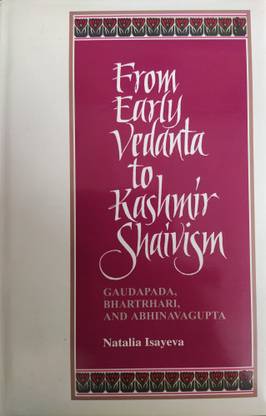 From
Early
Vedanta
to
Kashmir
Shaivism
GAUDAPADA,
BHARTRHARI,
AND ABHINAVAGUPTA
Natalia Isayeva